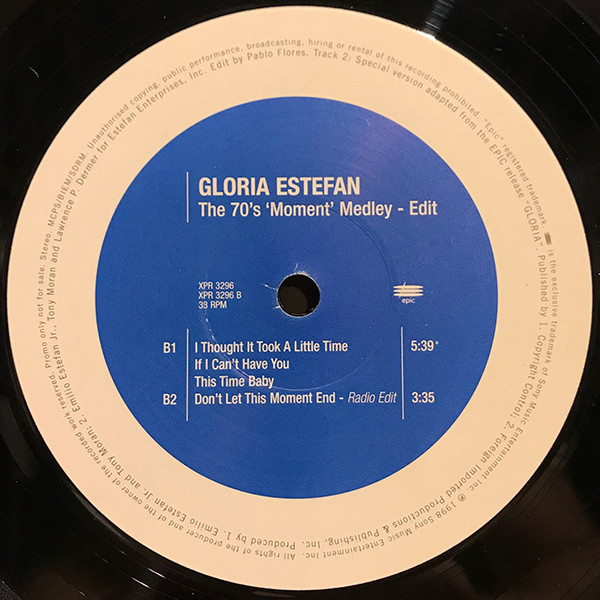 GLORIA ESTEFAN
The 70's 'Moment' Medley - Edit
XPR 3296
XPR 3296 B
33 RPM
epic
B1 I Thought It Took A Little Time 5:39*
If I Can't Have You
This Time Baby
B2 Don't Let This Moment End - Radio Edit 3:35
All rights of the producer and of the owner of the recorded work reserved. Promo only not for sale. Stereo. MCPS/BIEM/SDRM. Unauthorised copying, public performance, broadcasting, hiring or rental of this recording prohibited. "Epic" registered trademark. is the exclusive trademark of Sony Music Entertainment Inc. ℗ 1998 Sony Music Entertainment Inc.
Produced by 1. Emilio Estefan Jr. and Tony Moran; 2. Emilio Estefan Jr., Tony Moran and Lawrence P. Dermer for Estefan Enterprises, Inc. Edit by Pablo Flores. Track 2: Special version adapted from the EPIC release "GLORIA". Published by 1. Copyright Control; 2. Foreign Imported Productions & Publishing, Inc.